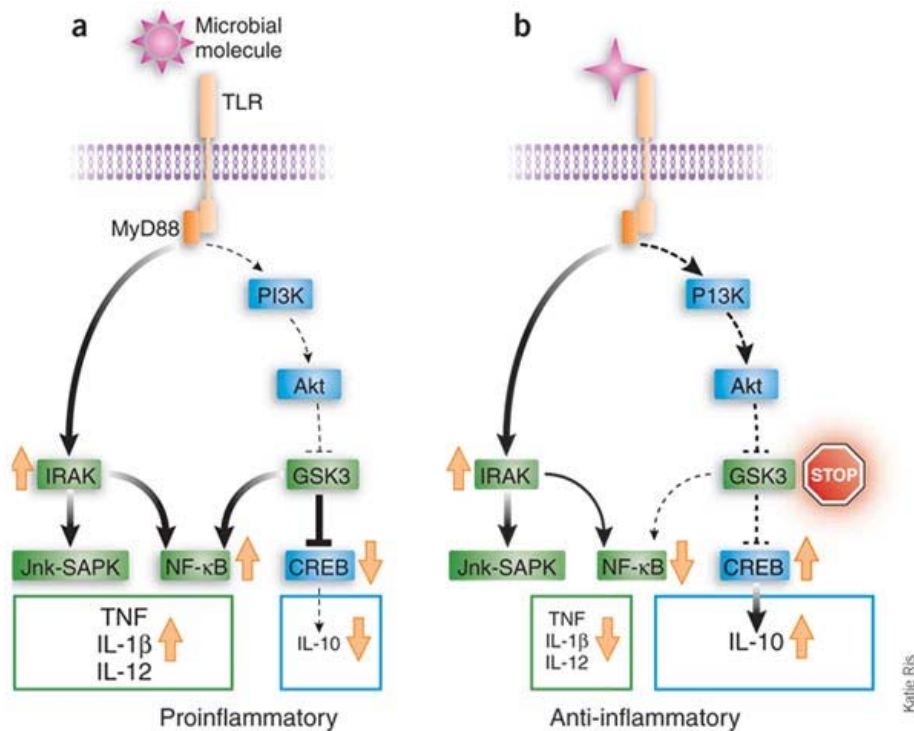 a
Microbial
molecule
TLR
MyD88
PI3K
Akt
IRAK
GSK3
Jnk-SAPK
NF-κB
CREB
TNF
IL-1β
IL-12
IL-10
Proinflammatory
b
P13K
Akt
IRAK
GSK3
STOP
Jnk-SAPK
NF-κB
CREB
TNF
IL-1β
IL-12
IL-10
Anti-inflammatory
Katie Ris